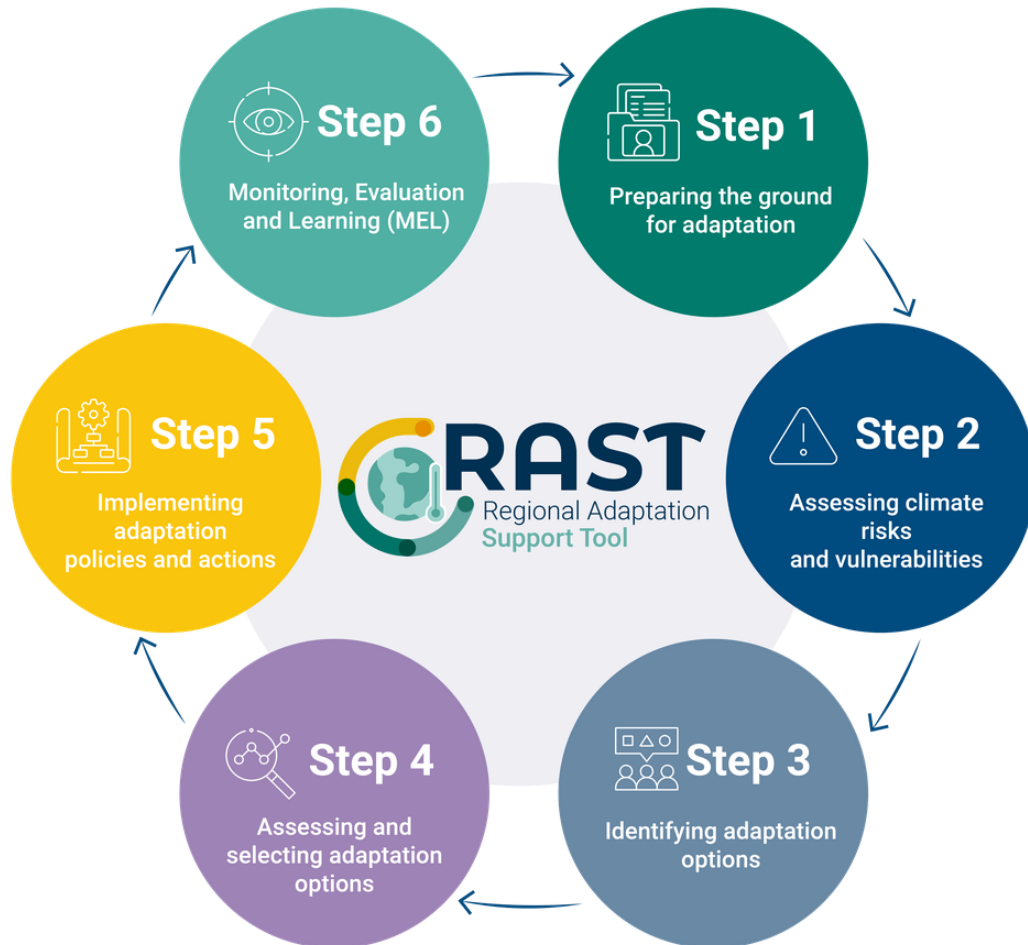 Step 1
Preparing the ground
for adaptation
Step 2
Assessing climate
risks
and vulnerabilities
Step 3
Identifying adaptation
options
Step 4
Assessing and
selecting adaptation
options
Step 5
Implementing
adaptation
policies and actions
Step 6
Monitoring, Evaluation
and Learning (MEL)
RAST
Regional Adaptation
Support Tool